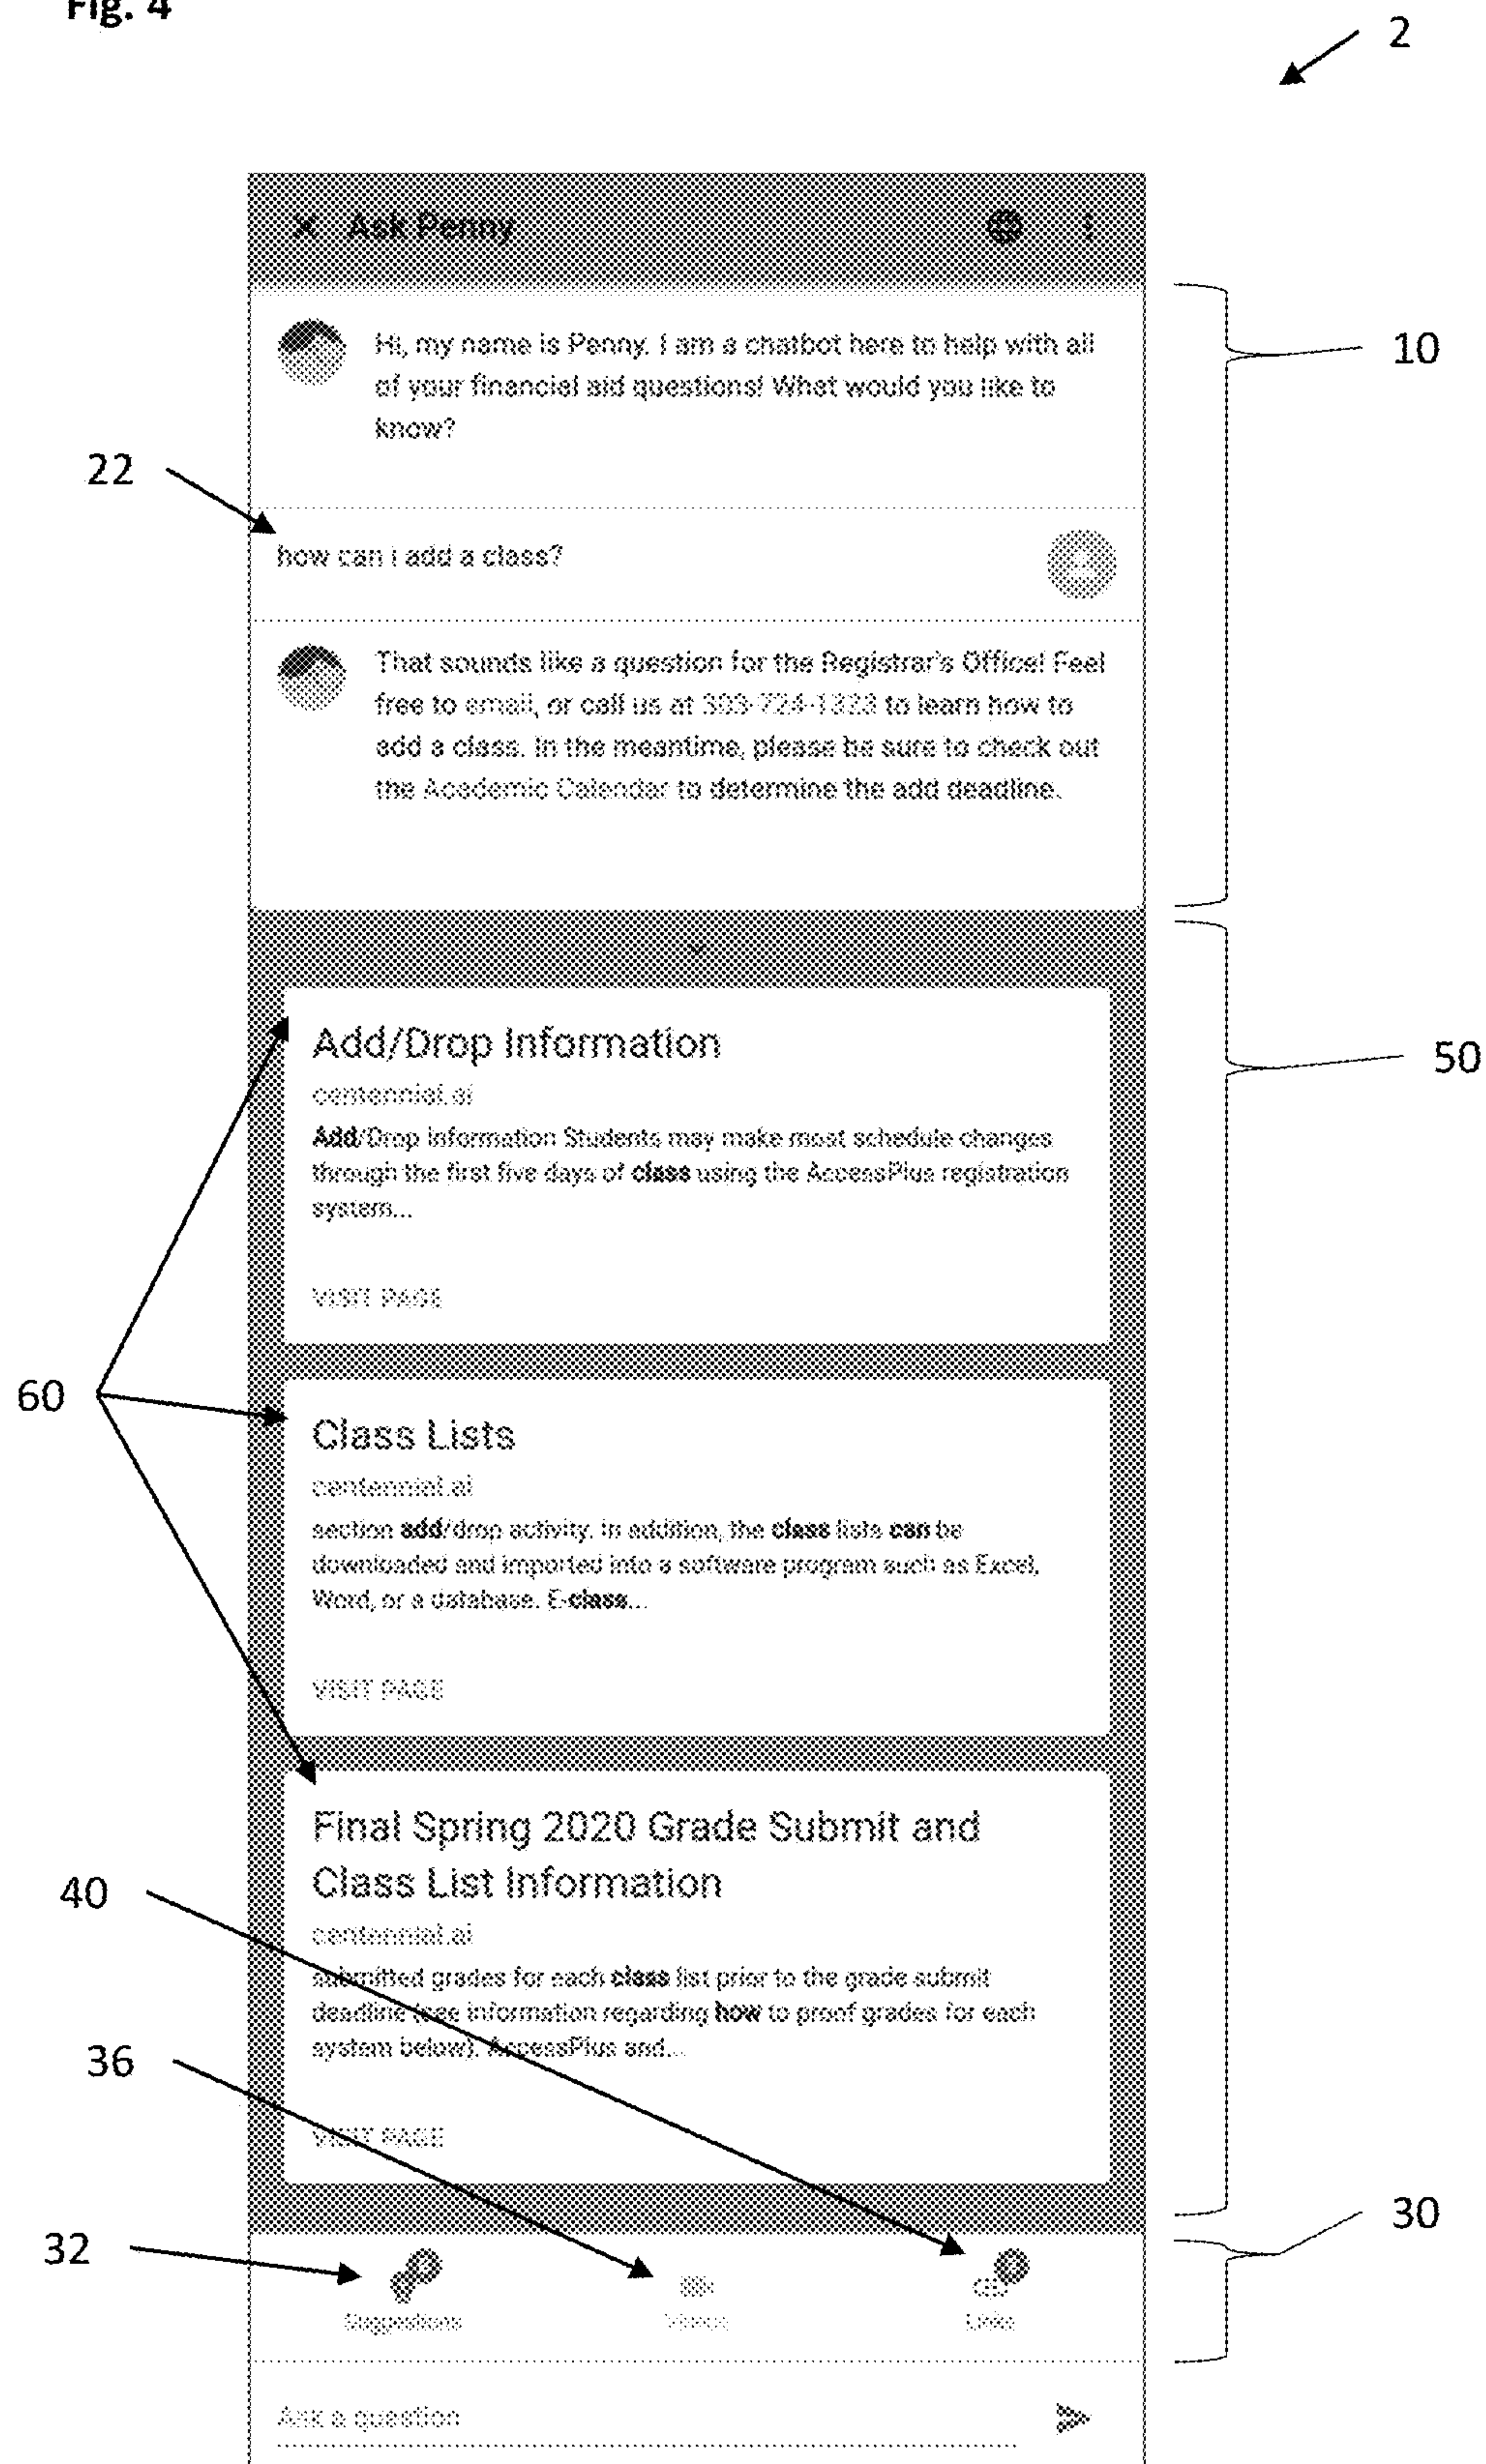 Fig. 4
2
Ask Penny
Hi, my name is Penny. I am a chatbot here to help with all
of your financial aid questions! What would you like to
know?
10
22
how can i add a class?
That sounds like a question for the Registrar's Office! Feel
free to email, or call us at to learn how to
add a class. In the meantime, please be sure to check out
the Academic Calendar to determine the add deadline.
50
60
Add/Drop Information
centennial.ai
Add/Drop Information Students may make most schedule changes
through the first five days of class using the AccessPlus registration
system...
VISIT PAGE
Class Lists
centennial.ai
section add/drop activity. In addition, the class lists can be
downloaded and imported into a software program such as Excel,
Word, or a database. E-class...
VISIT PAGE
Final Spring 2020 Grade Submit and
Class List Information
centennial.ai
submitted grades for each class list prior to the grade submit
deadline (see information regarding how to proof grades for each
system below). AccessPlus and...
VISIT PAGE
40
36
30
32
Suggestions
Links
Ask a question